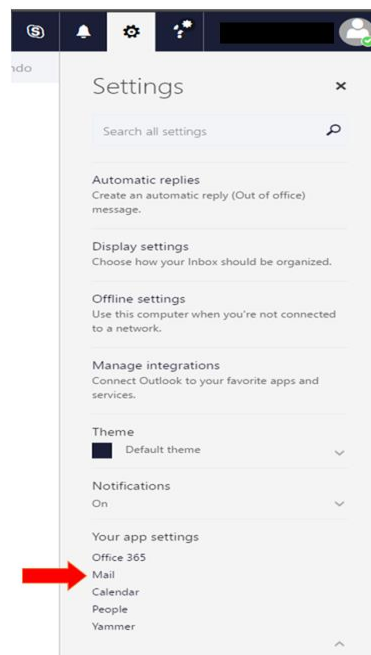 ndo
Settings
Search all settings
Automatic replies
Create an automatic reply (Out of office)
message.
Display settings
Choose how your Inbox should be organized.
Offline settings
Use this computer when you're not connected
to a network.
Manage integrations
Connect Outlook to your favorite apps and
services.
Theme
Default theme
Notifications
On
Your app settings
Office 365
Mail
Calendar
People
Yammer